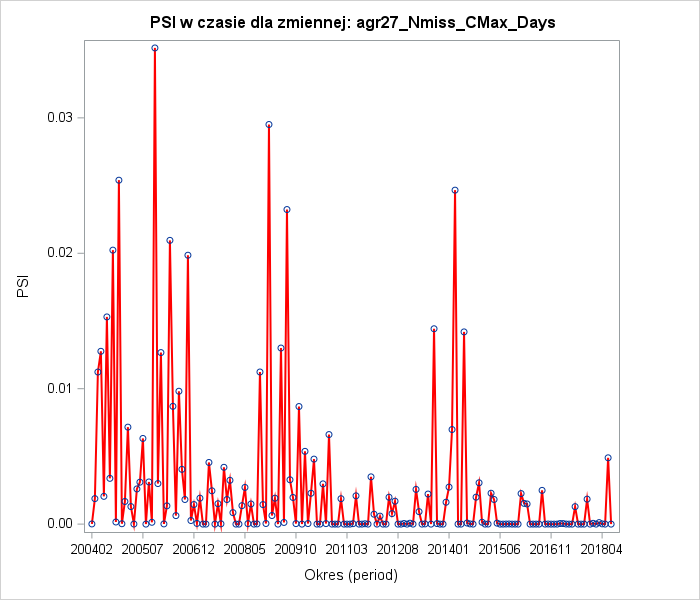 PSI w czasie dla zmiennej: agr27_Nmiss_CMax_Days
0.03
0.02
0.01
0.00
PSI
200402 200507 200612 200805 200910 201103 201208 201401 201506 201611 201804
Okres (period)